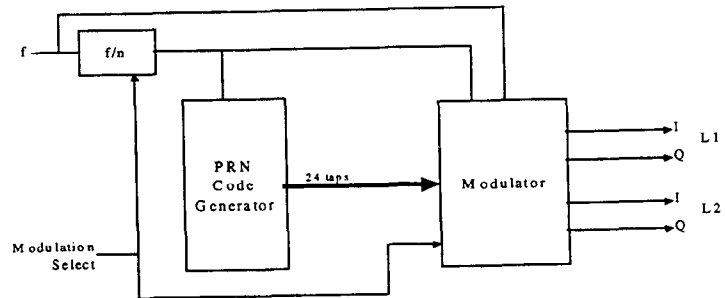 f
f/n
I
L1
PRN
Code
Generator
24 taps
Q
Modulator
I
L2
Q
Modulation
Select